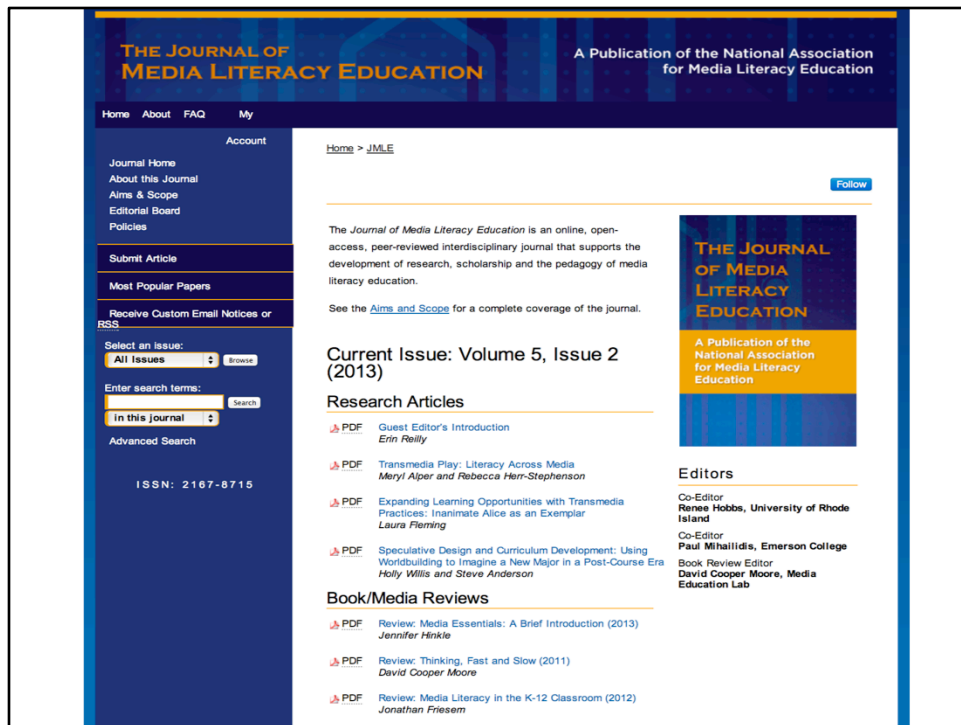 THE JOURNAL OF
MEDIA LITERACY EDUCATION
A Publication of the National Association
for Media Literacy Education
Home About FAQ My
Account
Journal Home
About this Journal
Aims & Scope
Editorial Board
Policies
Submit Article
Most Popular Papers
Receive Custom Email Notices or
RSS
Select an issue:
All Issues Browse
Enter search terms:
Search
in this journal
Advanced Search
ISSN: 2167-8715
Home > JMLE
Follow
The Journal of Media Literacy Education is an online, open-
access, peer-reviewed interdisciplinary journal that supports the
development of research, scholarship and the pedagogy of media
literacy education.
See the Aims and Scope for a complete coverage of the journal.
Current Issue: Volume 5, Issue 2
(2013)
Research Articles
PDF Guest Editor's Introduction
Erin Reilly
PDF Transmedia Play: Literacy Across Media
Meryl Alper and Rebecca Herr-Stephenson
PDF Expanding Learning Opportunities with Transmedia
Practices: Inanimate Alice as an Exemplar
Laura Fleming
PDF Speculative Design and Curriculum Development: Using
Worldbuilding to Imagine a New Major in a Post-Course Era
Holly Willis and Steve Anderson
Book/Media Reviews
PDF Review: Media Essentials: A Brief Introduction (2013)
Jennifer Hinkle
PDF Review: Thinking, Fast and Slow (2011)
David Cooper Moore
PDF Review: Media Literacy in the K-12 Classroom (2012)
Jonathan Friesem
THE JOURNAL
OF MEDIA
LITERACY
EDUCATION
A Publication of the
National Association
for Media Literacy
Education
Editors
Co-Editor
Renee Hobbs, University of Rhode
Island
Co-Editor
Paul Mihailidis, Emerson College
Book Review Editor
David Cooper Moore, Media
Education Lab